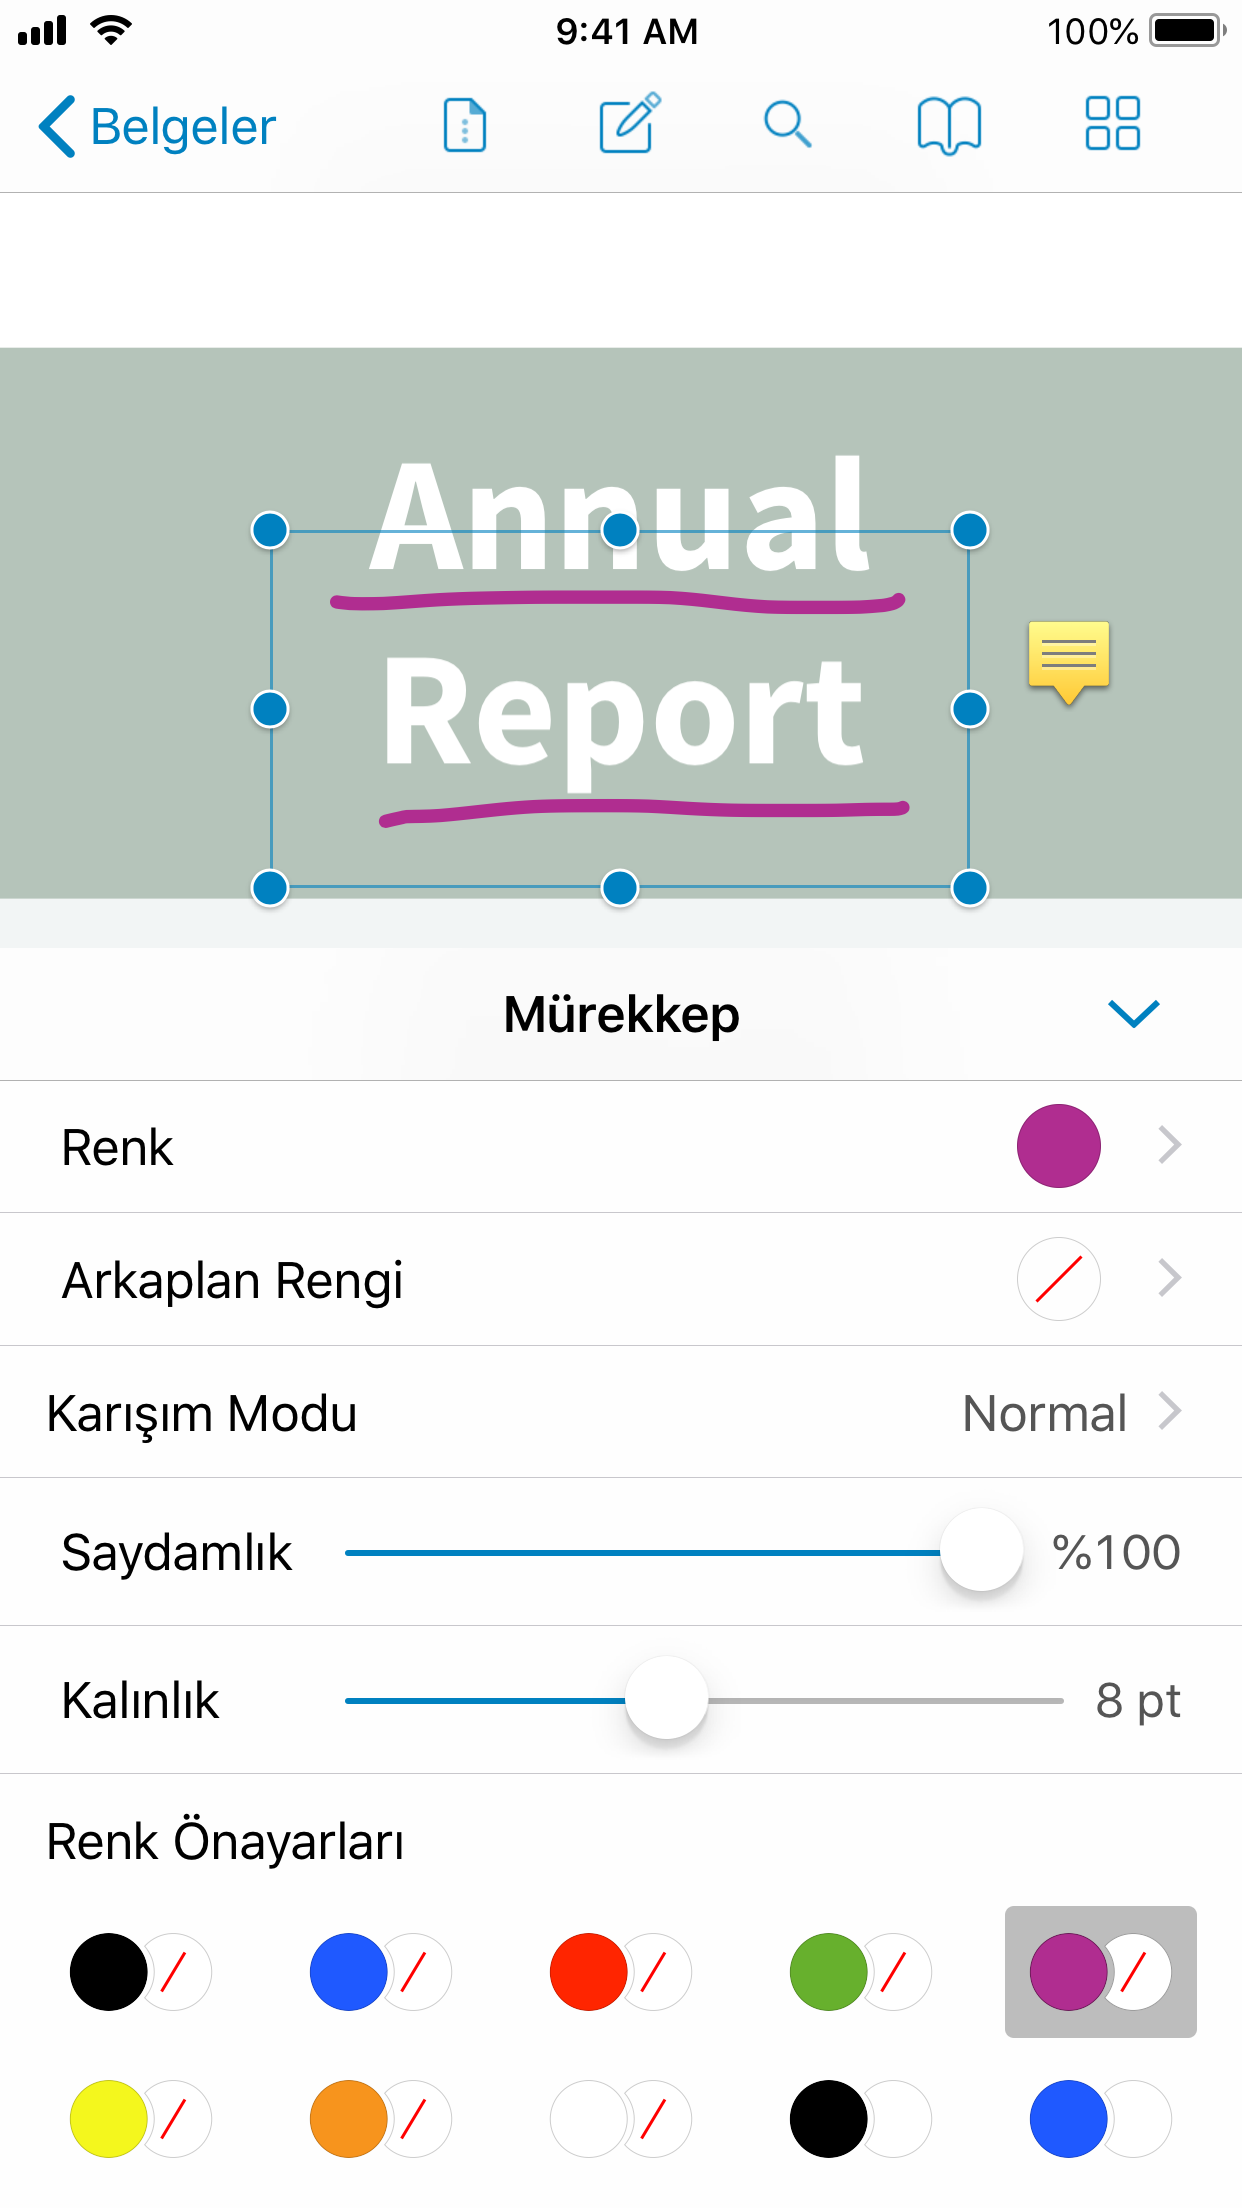 9:41 AM
100%
Belgeler
Annual
Report
Mürekkep
Renk
Arkaplan Rengi
Karışım Modu Normal
Saydamlık %100
Kalınlık 8 pt
Renk Önayarları